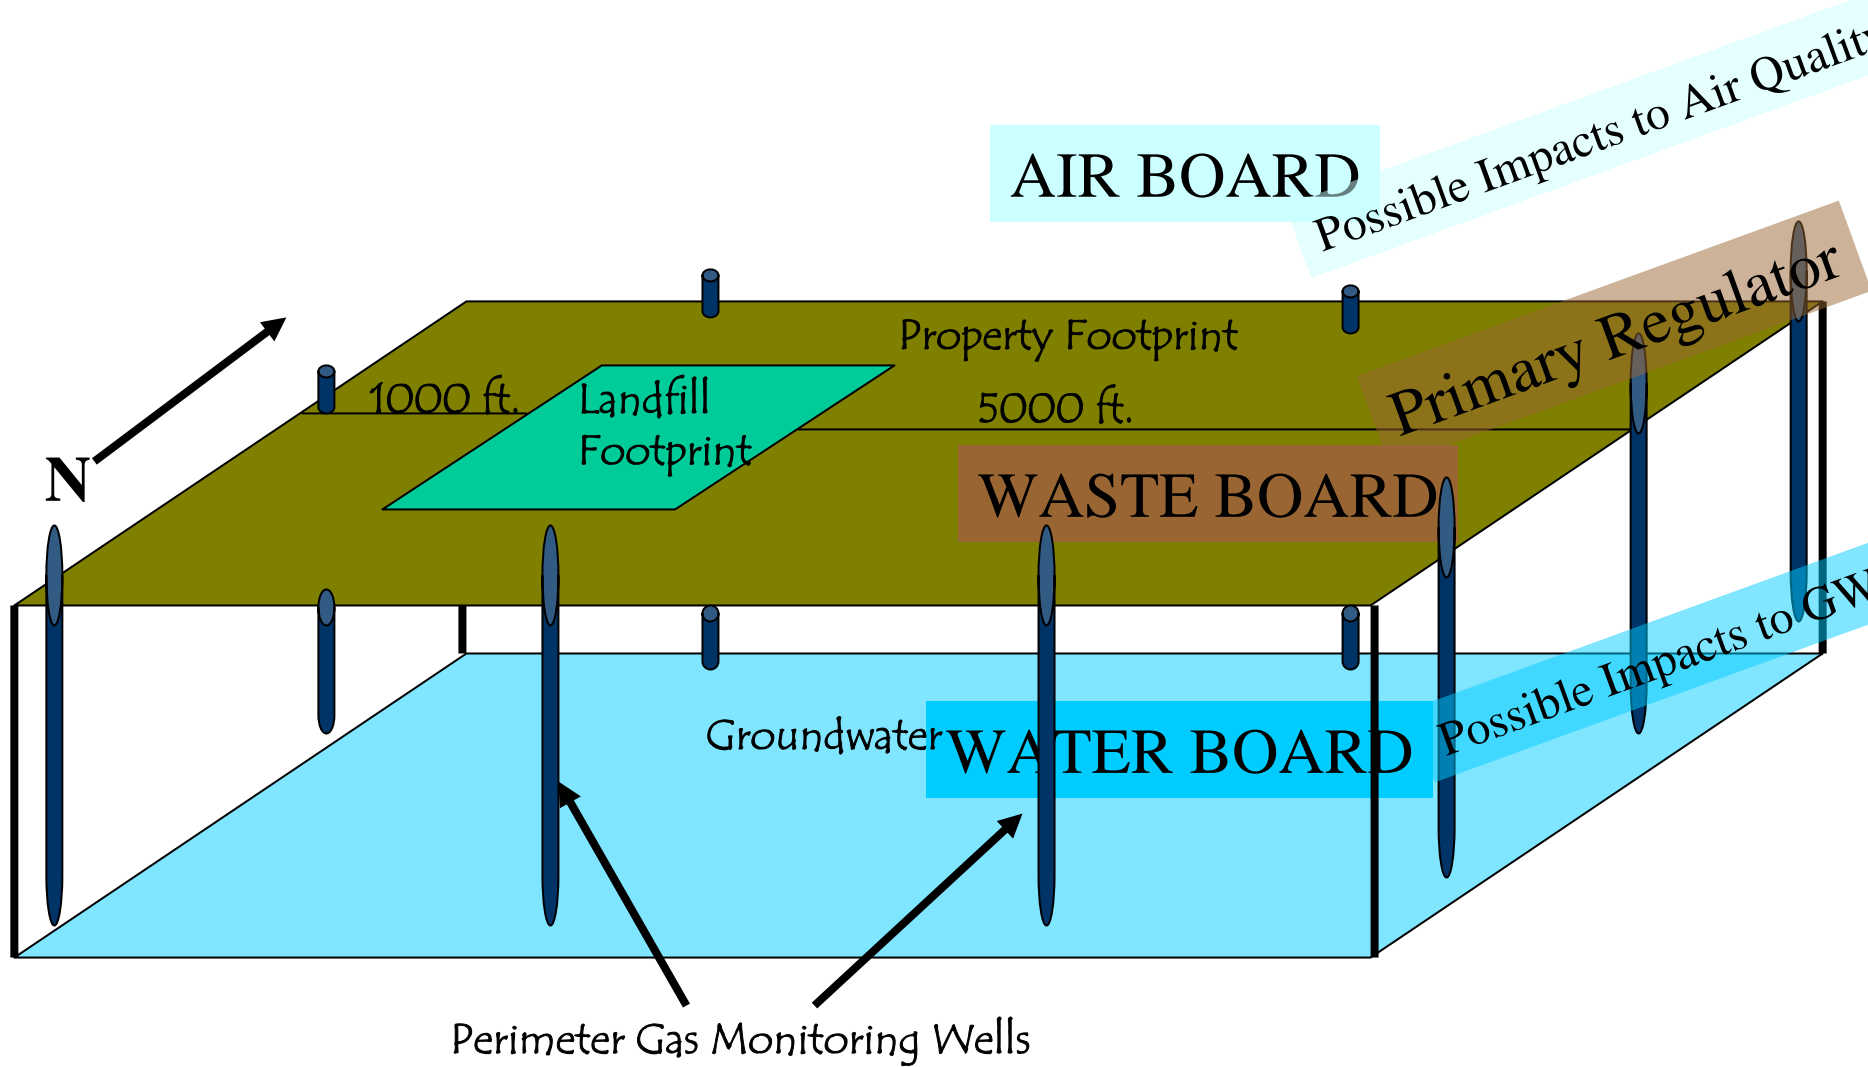 Possible Impacts to Air Quality
AIR BOARD
Primary Regulator
Property Footprint
1000 ft.
Landfill
Footprint
5000 ft.
N
WASTE BOARD
Possible Impacts to GW
Groundwater
WATER BOARD
Perimeter Gas Monitoring Wells